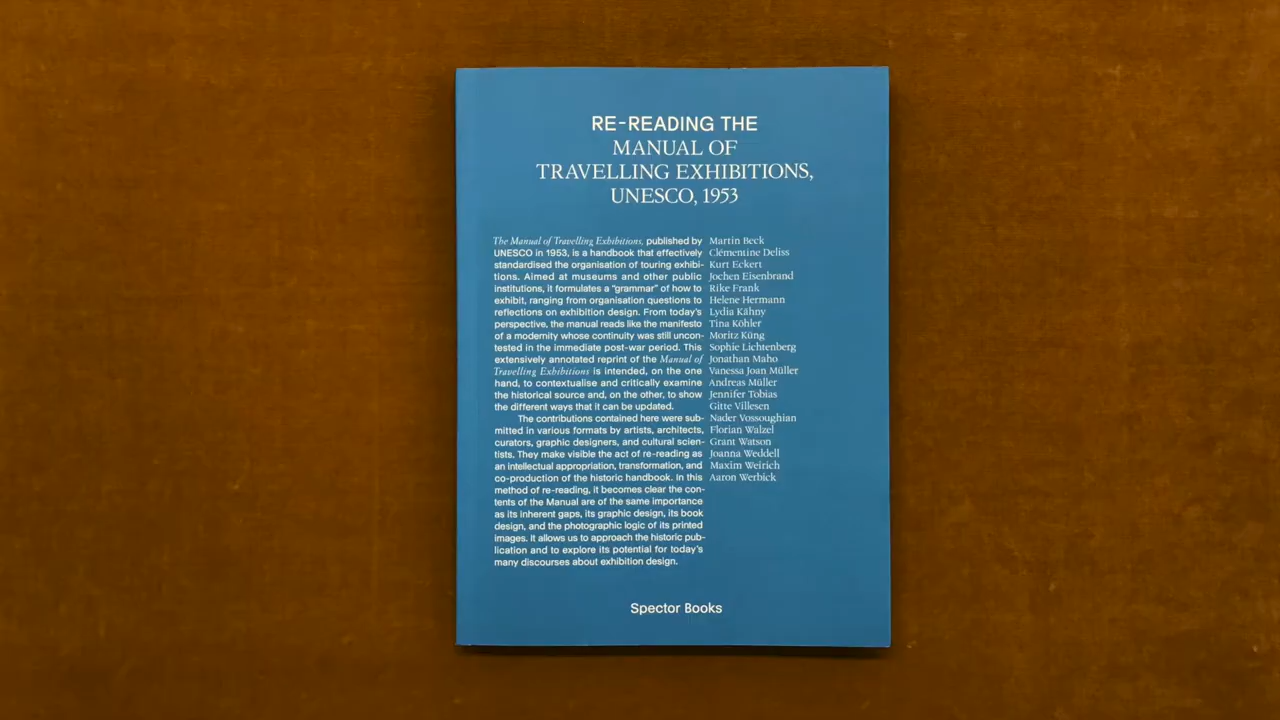 RE-READING THE
MANUAL OF
TRAVELLING EXHIBITIONS,
UNESCO, 1953
The Manual of Travelling Exhibitions, published by
UNESCO in 1953, is a handbook that effectively
standardised the organisation of touring exhibi-
tions. Aimed at museums and other public
institutions, it formulates a "grammar" of how to
exhibit, ranging from organisation questions to
reflections on exhibition design. From today's
perspective, the manual reads like the manifesto
of a modernity whose continuity was still uncon-
tested in the immediate post-war period. This
extensively annotated reprint of the Manual of
Travelling Exhibitions is intended, on the one
hand, to contextualise and critically examine
the historical source and, on the other, to show
the different ways that it can be updated.
The contributions contained here were sub-
mitted in various formats by artists, architects,
curators, graphic designers, and cultural scien-
tists. They make visible the act of re-reading as
an intellectual appropriation, transformation, and
co-production of the historic handbook. In this
method of re-reading, it becomes clear the con-
tents of the Manual are of the same importance
as its inherent gaps, its graphic design, its book
design, and the photographic logic of its printed
images. It allows us to approach the historic pub-
lication and to explore its potential for today's
many discourses about exhibition design.
Martin Beck
Clémentine Deliss
Kurt Eckert
Jochen Eisenbrand
Rike Frank
Helene Hermann
Lydia Kähny
Tina Köhler
Moritz Küng
Sophie Lichtenberg
Jonathan Maho
Vanessa Joan Müller
Andreas Müller
Jennifer Tobias
Gitte Villesen
Nader Vossoughian
Florian Walzel
Grant Watson
Joanna Weddell
Maxim Weirich
Aaron Werbick
Spector Books